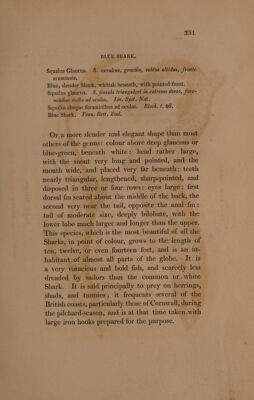 331
BLUE SHARK.
Squalus Glaucus. S. cœruleus, gracilis, subtus albidus, fronte
acuminata.
Blue, slender Shark, whitish beneath, with pointed front.
Squalus glaucus. S. fossula triangulari in extremo dorso, fora-
minibus nullis ad oculos. Lin. Syst. Nat.
Squalus absque foraminibus ad oculos. Bloch. t. 86.
Blue Shark. Penn. Britt. Zool.
Of a more slender and elegant shape than most
others of the genus: colour above deep glaucous or
blue-green, beneath white: head rather large,
with the snout very long and pointed, and the
mouth wide, and placed very far beneath: teeth
nearly triangular, lengthened, sharp-pointed, and
disposed in three or four rows: eyes large: first
dorsal fin seated about the middle of the back, the
second very near the tail, opposite the anal fin:
tail of moderate size, deeply bilobate, with the
lower lobe much larger and longer than the upper.
This species, which is the most beautiful of all the
Sharks, in point of colour, grows to the length of
ten, twelve, or even fourteen feet, and is an in-
habitant of almost all parts of the globe. It is
a very voracious and bold fish, and scarcely less
dreaded by sailors than the common or white
Shark. It is said principally to prey on herrings,
shads, and tunnies; it frequents several of the
British coasts, particularly those of Cornwall, during
the pilchard-season, and is at that time taken with
large iron hooks prepared for the purpose.